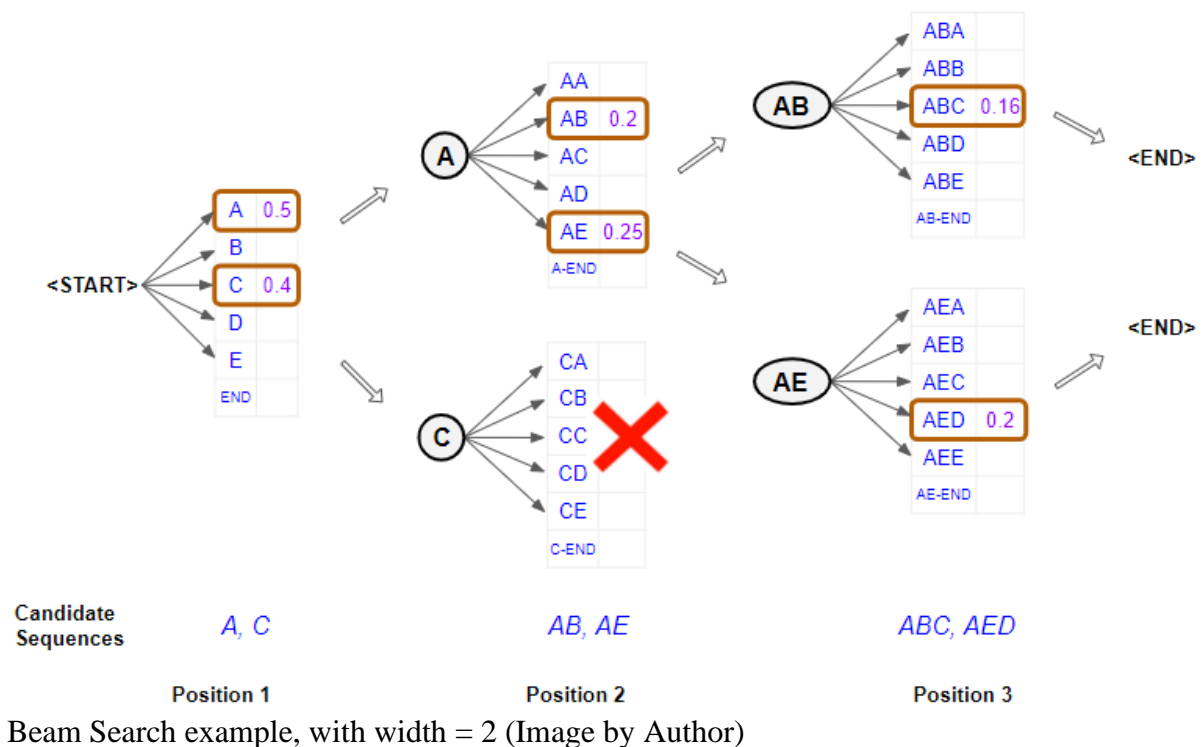 <START>
A 0.5
B
C 0.4
D
E
END
A
AA
AB 0.2
AC
AD
AE 0.25
A-END
C
CA
CB
CC
CD
CE
C-END
AB
ABA
ABB
ABC 0.16
ABD
ABE
AB-END
<END>
AE
AEA
AEB
AEC
AED 0.2
AEE
AE-END
<END>
Candidate
Sequences
A, C
AB, AE
ABC, AED
Position 1
Position 2
Position 3
Beam Search example, with width = 2 (Image by Author)